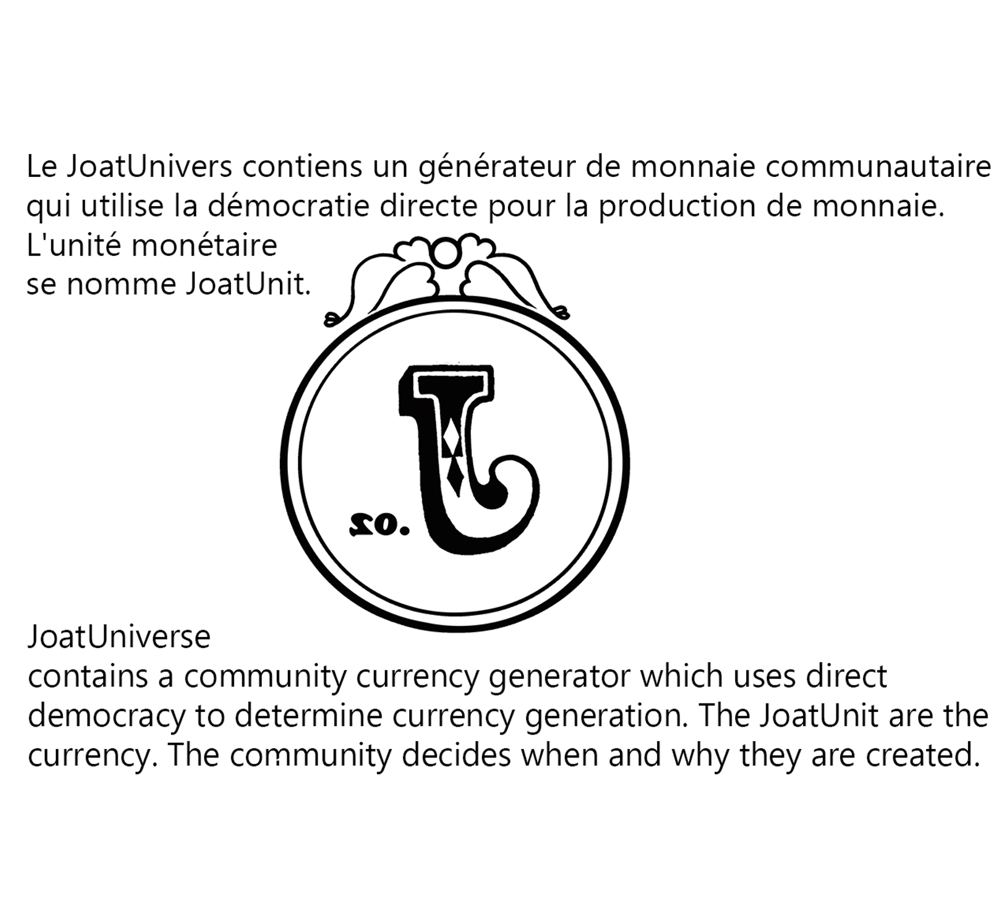 Le JoatUnivers contiens un générateur de monnaie communautaire
qui utilise la démocratie directe pour la production de monnaie.
L'unité monétaire
se nomme JoatUnit.
J
JoatUniverse
contains a community currency generator which uses direct
democracy to determine currency generation. The JoatUnit are the
currency. The community decides when and why they are created.